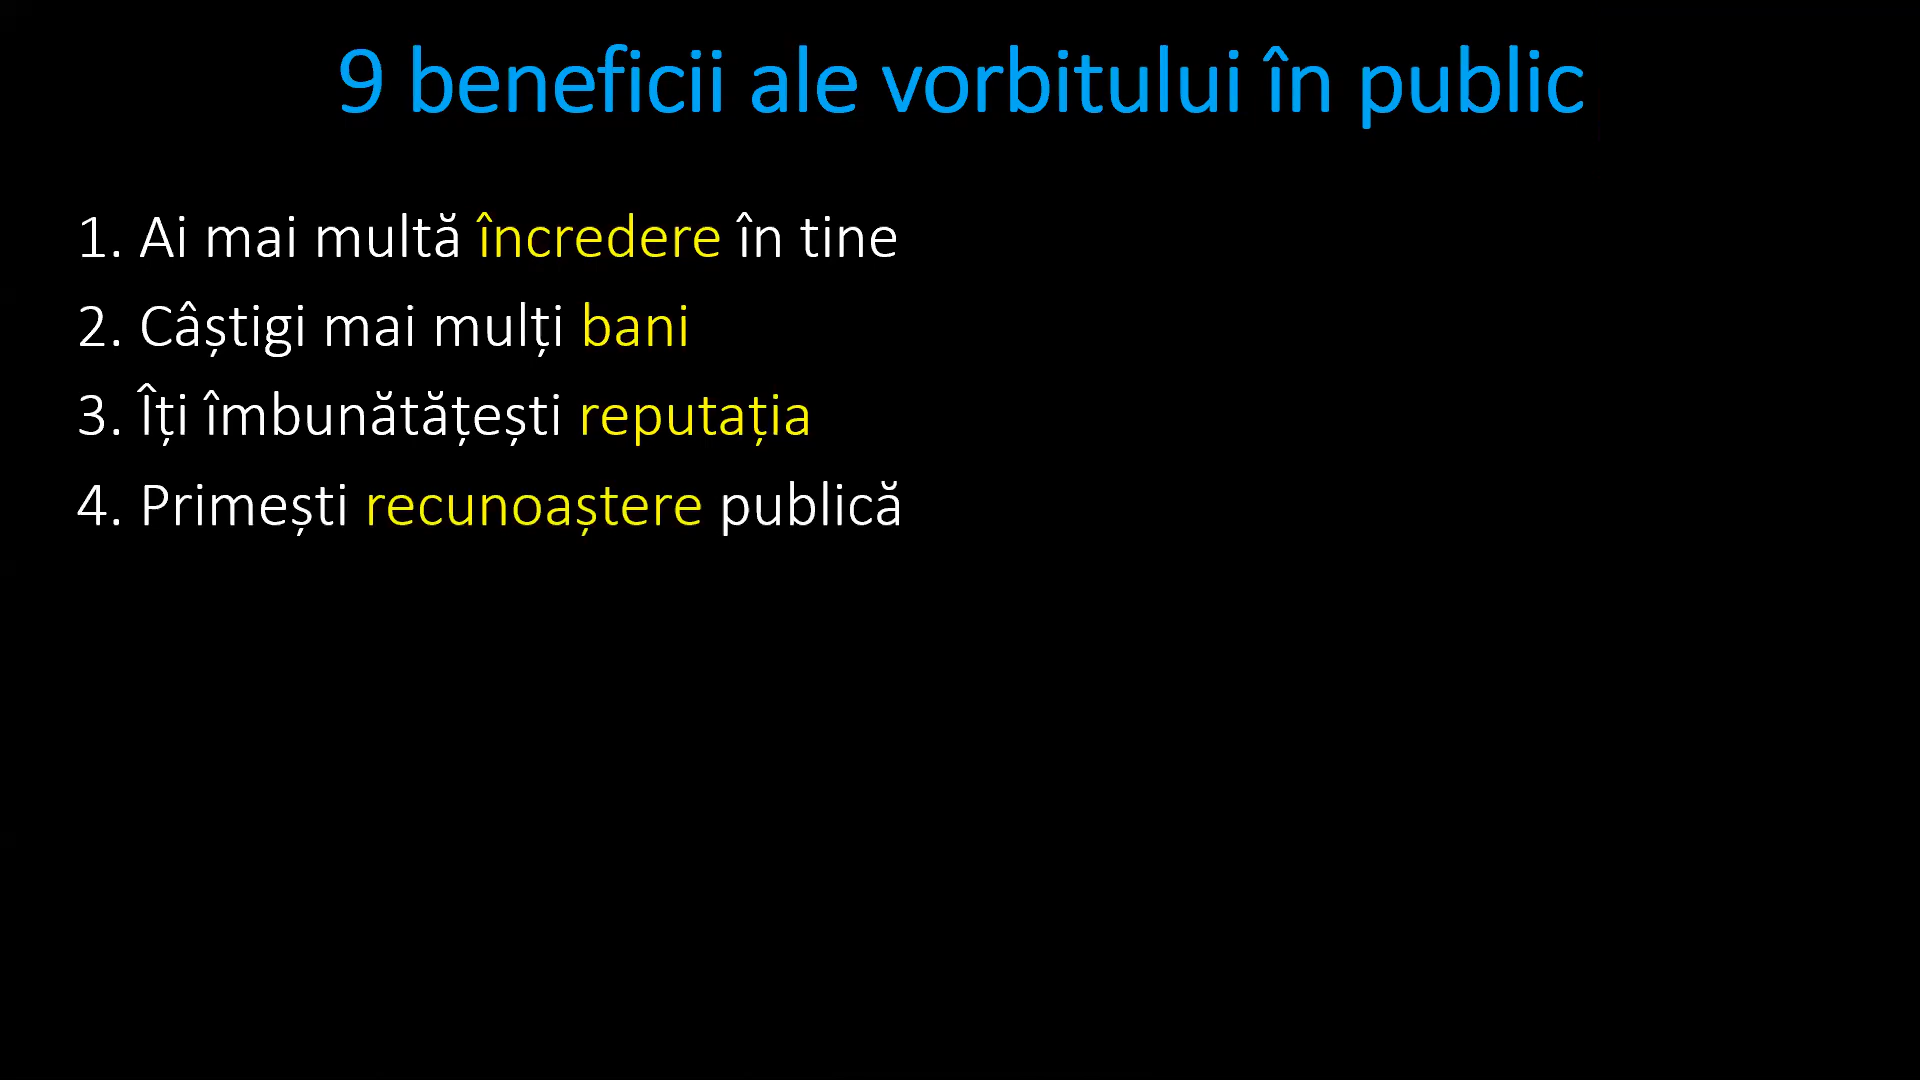 9 beneficii ale vorbitului în public
1. Ai mai multă încredere în tine
2. Câștigi mai mulți bani
3. Îți îmbunătățești reputația
4. Primești recunoaștere publică